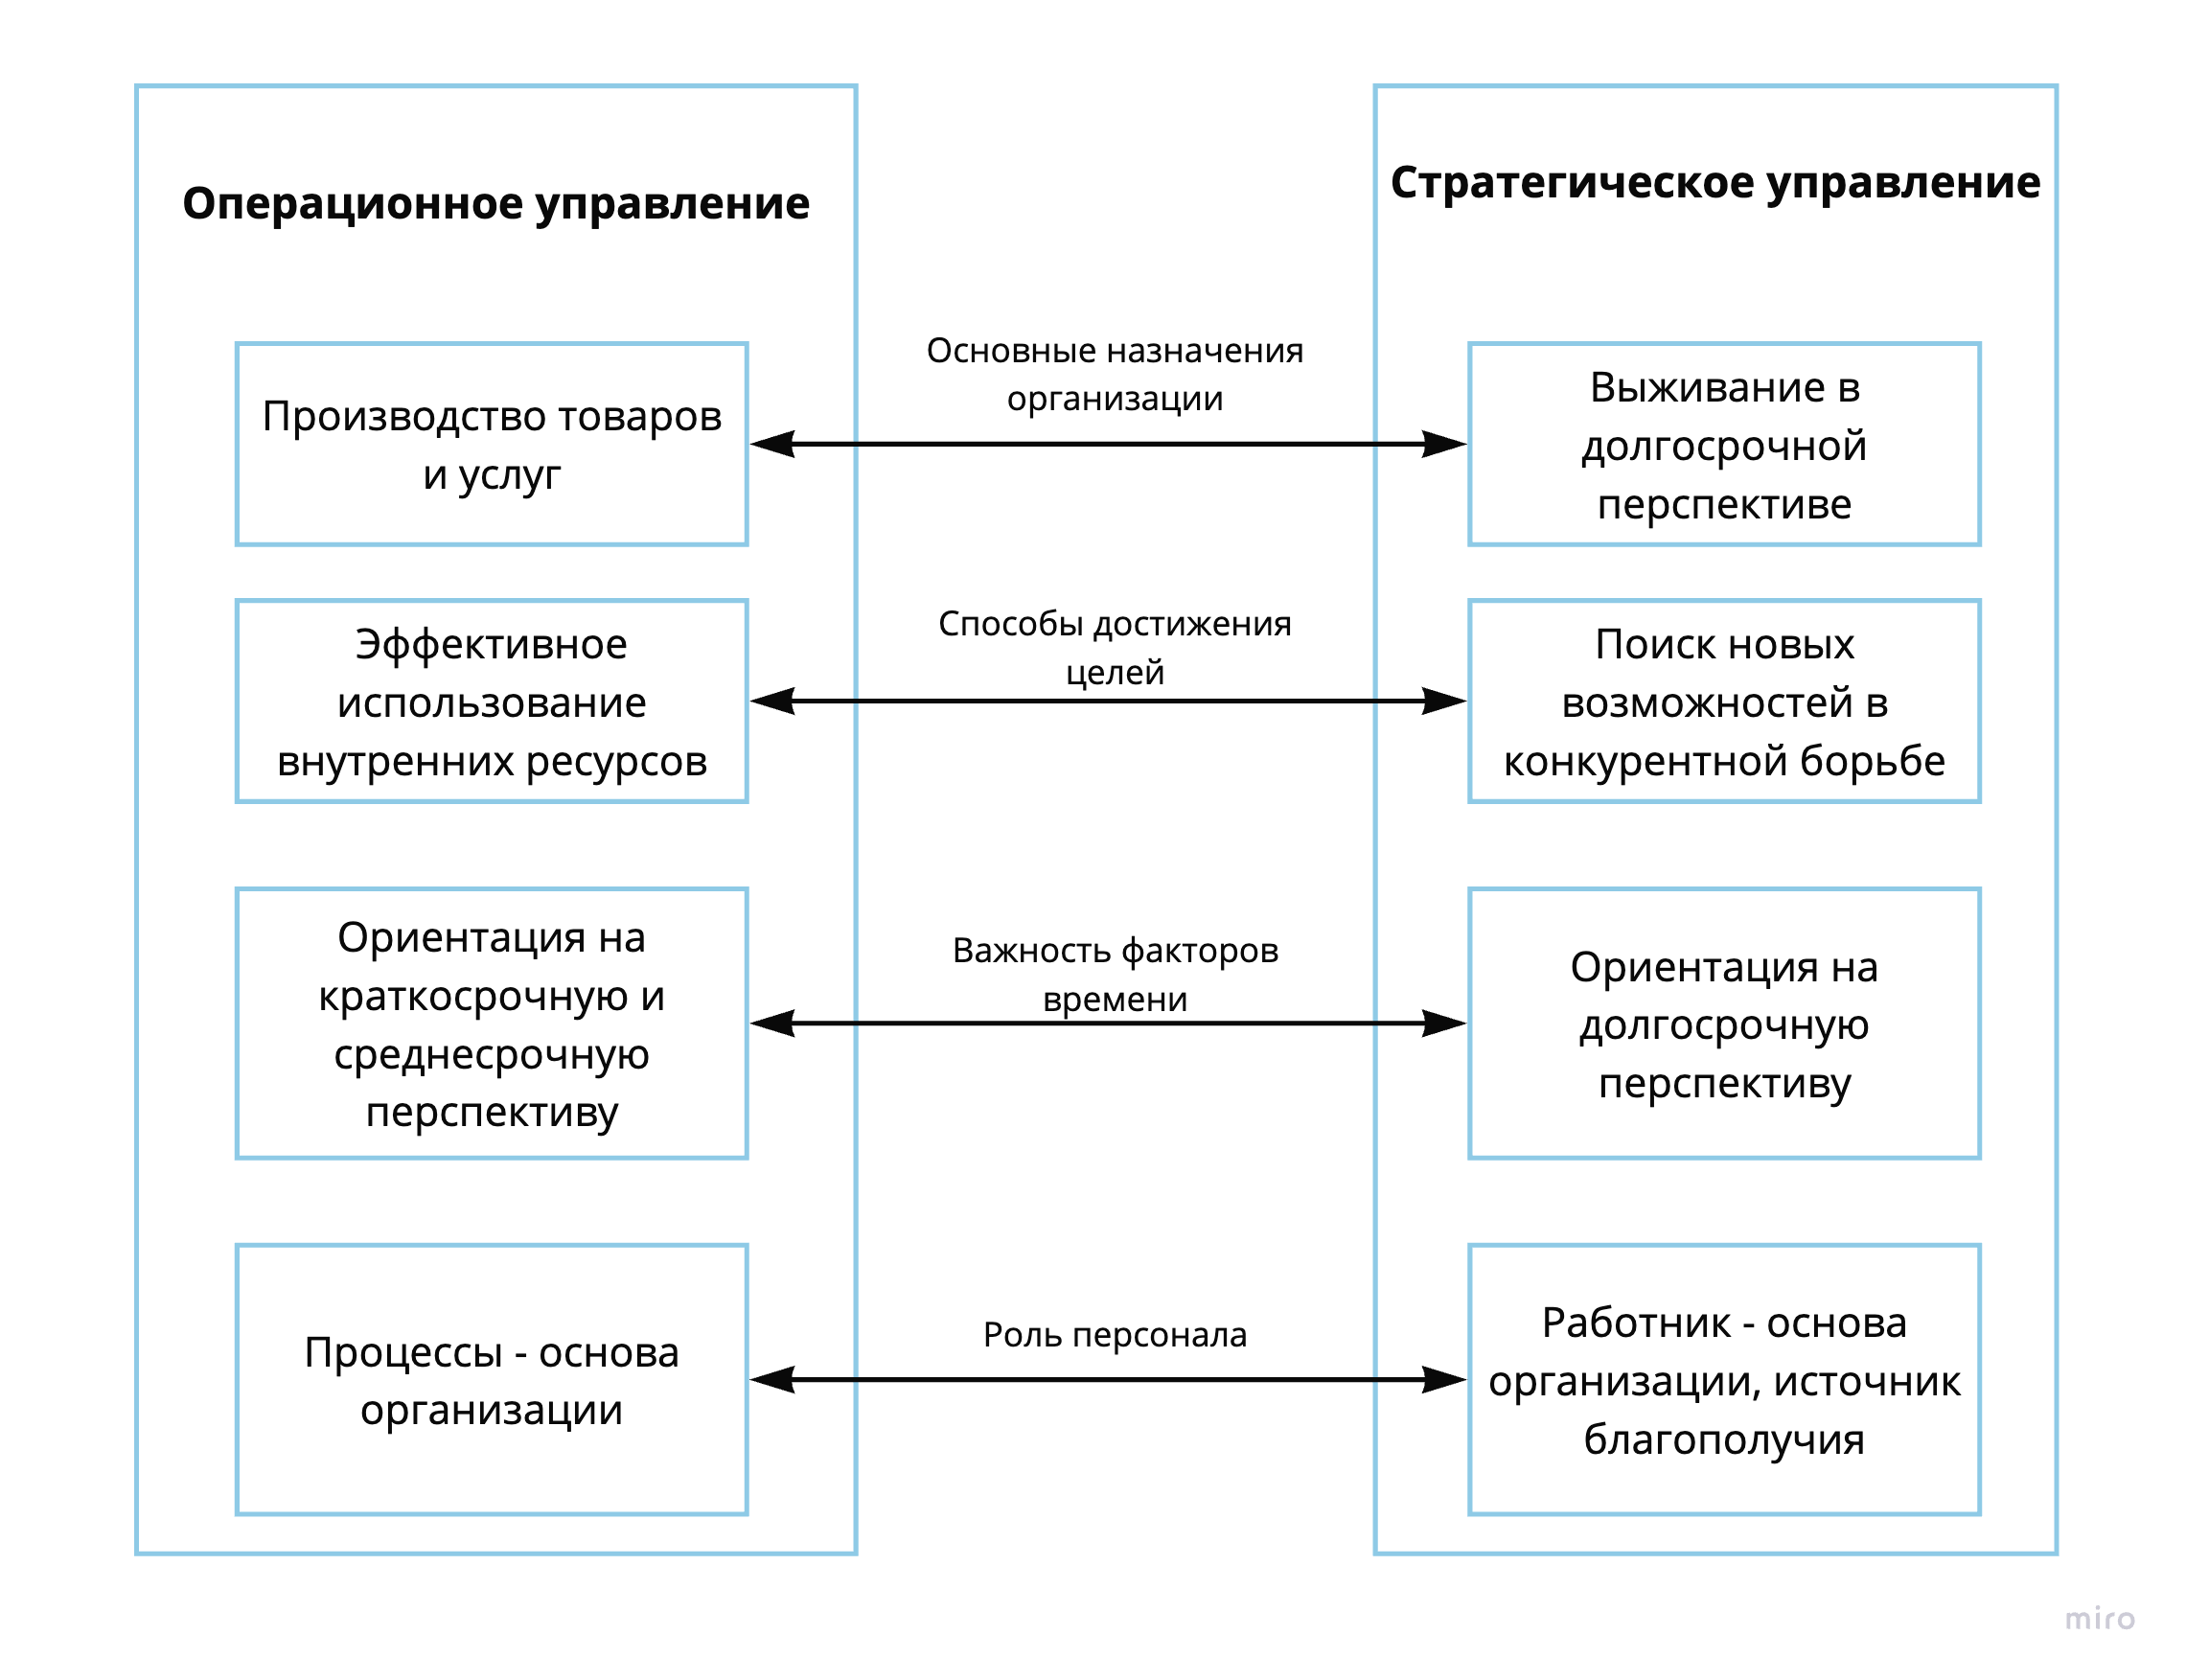 Операционное управление
Стратегическое управление
Основные назначения
организации
Производство товаров
и услуг
Выживание в
долгосрочной
перспективе
Способы достижения
целей
Эффективное
использование
внутренних ресурсов
Поиск новых
возможностей в
конкурентной борьбе
Важность факторов
времени
Ориентация на
краткосрочную и
среднесрочную
перспективу
Ориентация на
долгосрочную
перспективу
Роль персонала
Процессы - основа
организации
Работник - основа
организации, источник
благополучия
miro